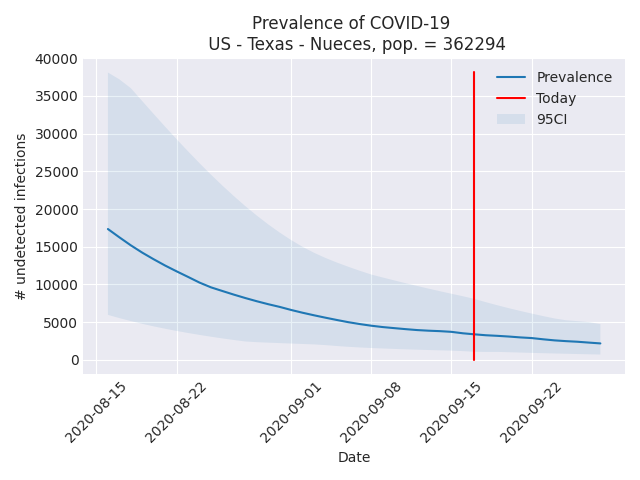 Prevalence of COVID-19
US - Texas - Nueces, pop. = 362294
Prevalence
Today
95CI
# undetected infections
40000
35000
30000
25000
20000
15000
10000
5000
0
2020-08-15
2020-08-22
2020-09-01
2020-09-08
2020-09-15
2020-09-22
Date